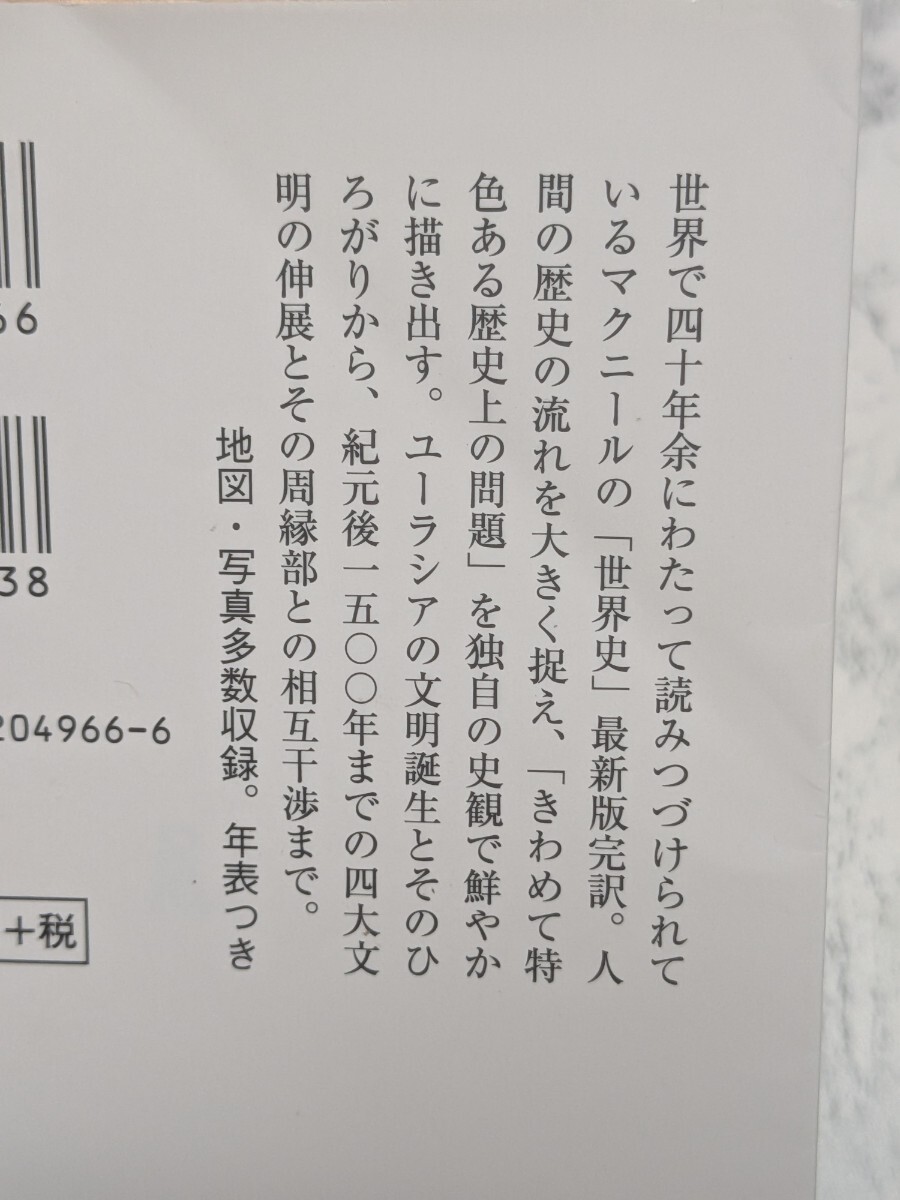 世界で四十年余にわたって読みつづけられて
いるマクニールの「世界史」最新版完訳。人
間の歴史の流れを大きく捉え、「きわめて特
色ある歴史上の問題」を独自の史観で鮮やか
に描き出す。ユーラシアの文明誕生とそのひ
ろがりから、紀元後一五〇〇年までの四大文
明の伸展とその周縁部との相互干渉まで。
地図・写真多数収録。年表つき
66
38
204966-6
+税